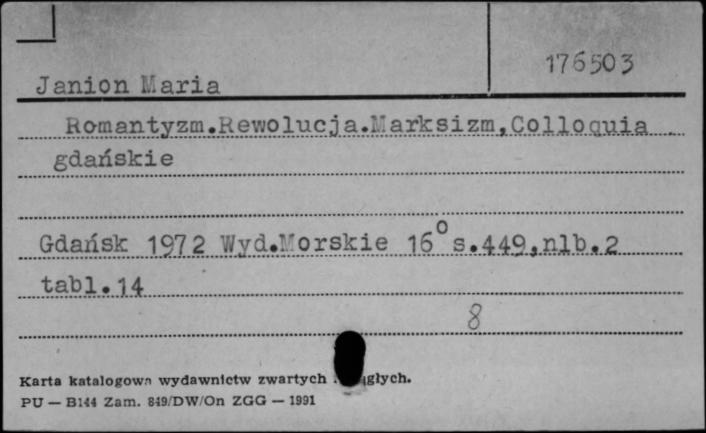 176503
Janion Maria
Romantyzm.Rewolucja.Marksizm,Colloquia
gdańskie
Gdańsk 1972 Wyd.Morskie 16° s.449,nlb.2
tabl.14
8
Karta katalogowa wydawnictw zwartych
PU — B144 Zam. 849/DW/On ZGG — 1991